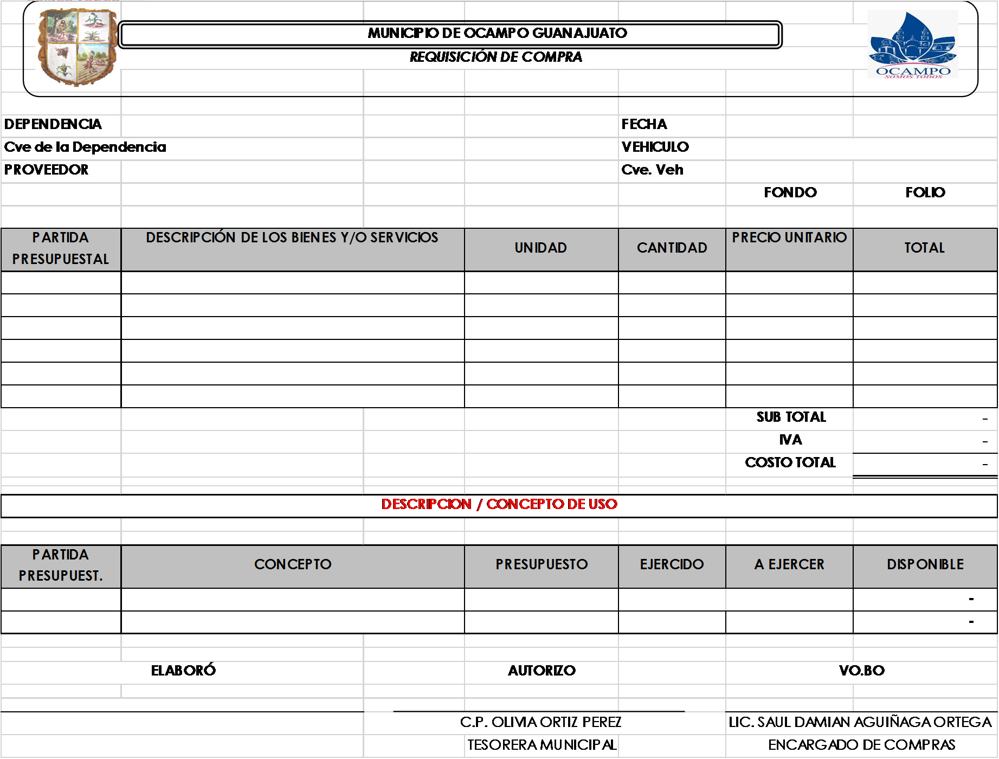 MUNICIPIO DE OCAMPO GUANAJUATO
REQUISICIÓN DE COMPRA
OCAMPO
SOMOS TODOS
DEPENDENCIA FECHA
Cve de la Dependencia VEHICULO
PROVEEDOR Cve. Veh
FONDO FOLIO
PARTIDA PRESUPUESTAL DESCRIPCIÓN DE LOS BIENES Y/O SERVICIOS UNIDAD CANTIDAD PRECIO UNITARIO TOTAL
SUB TOTAL -
IVA -
COSTO TOTAL -
DESCRIPCION / CONCEPTO DE USO
PARTIDA PRESUPUEST. CONCEPTO PRESUPUESTO EJERCIDO A EJERCER DISPONIBLE
-
-
ELABORÓ AUTORIZO VO.BO
C.P. OLIVIA ORTIZ PEREZ LIC. SAUL DAMIAN AGUIÑAGA ORTEGA
TESORERA MUNICIPAL ENCARGADO DE COMPRAS